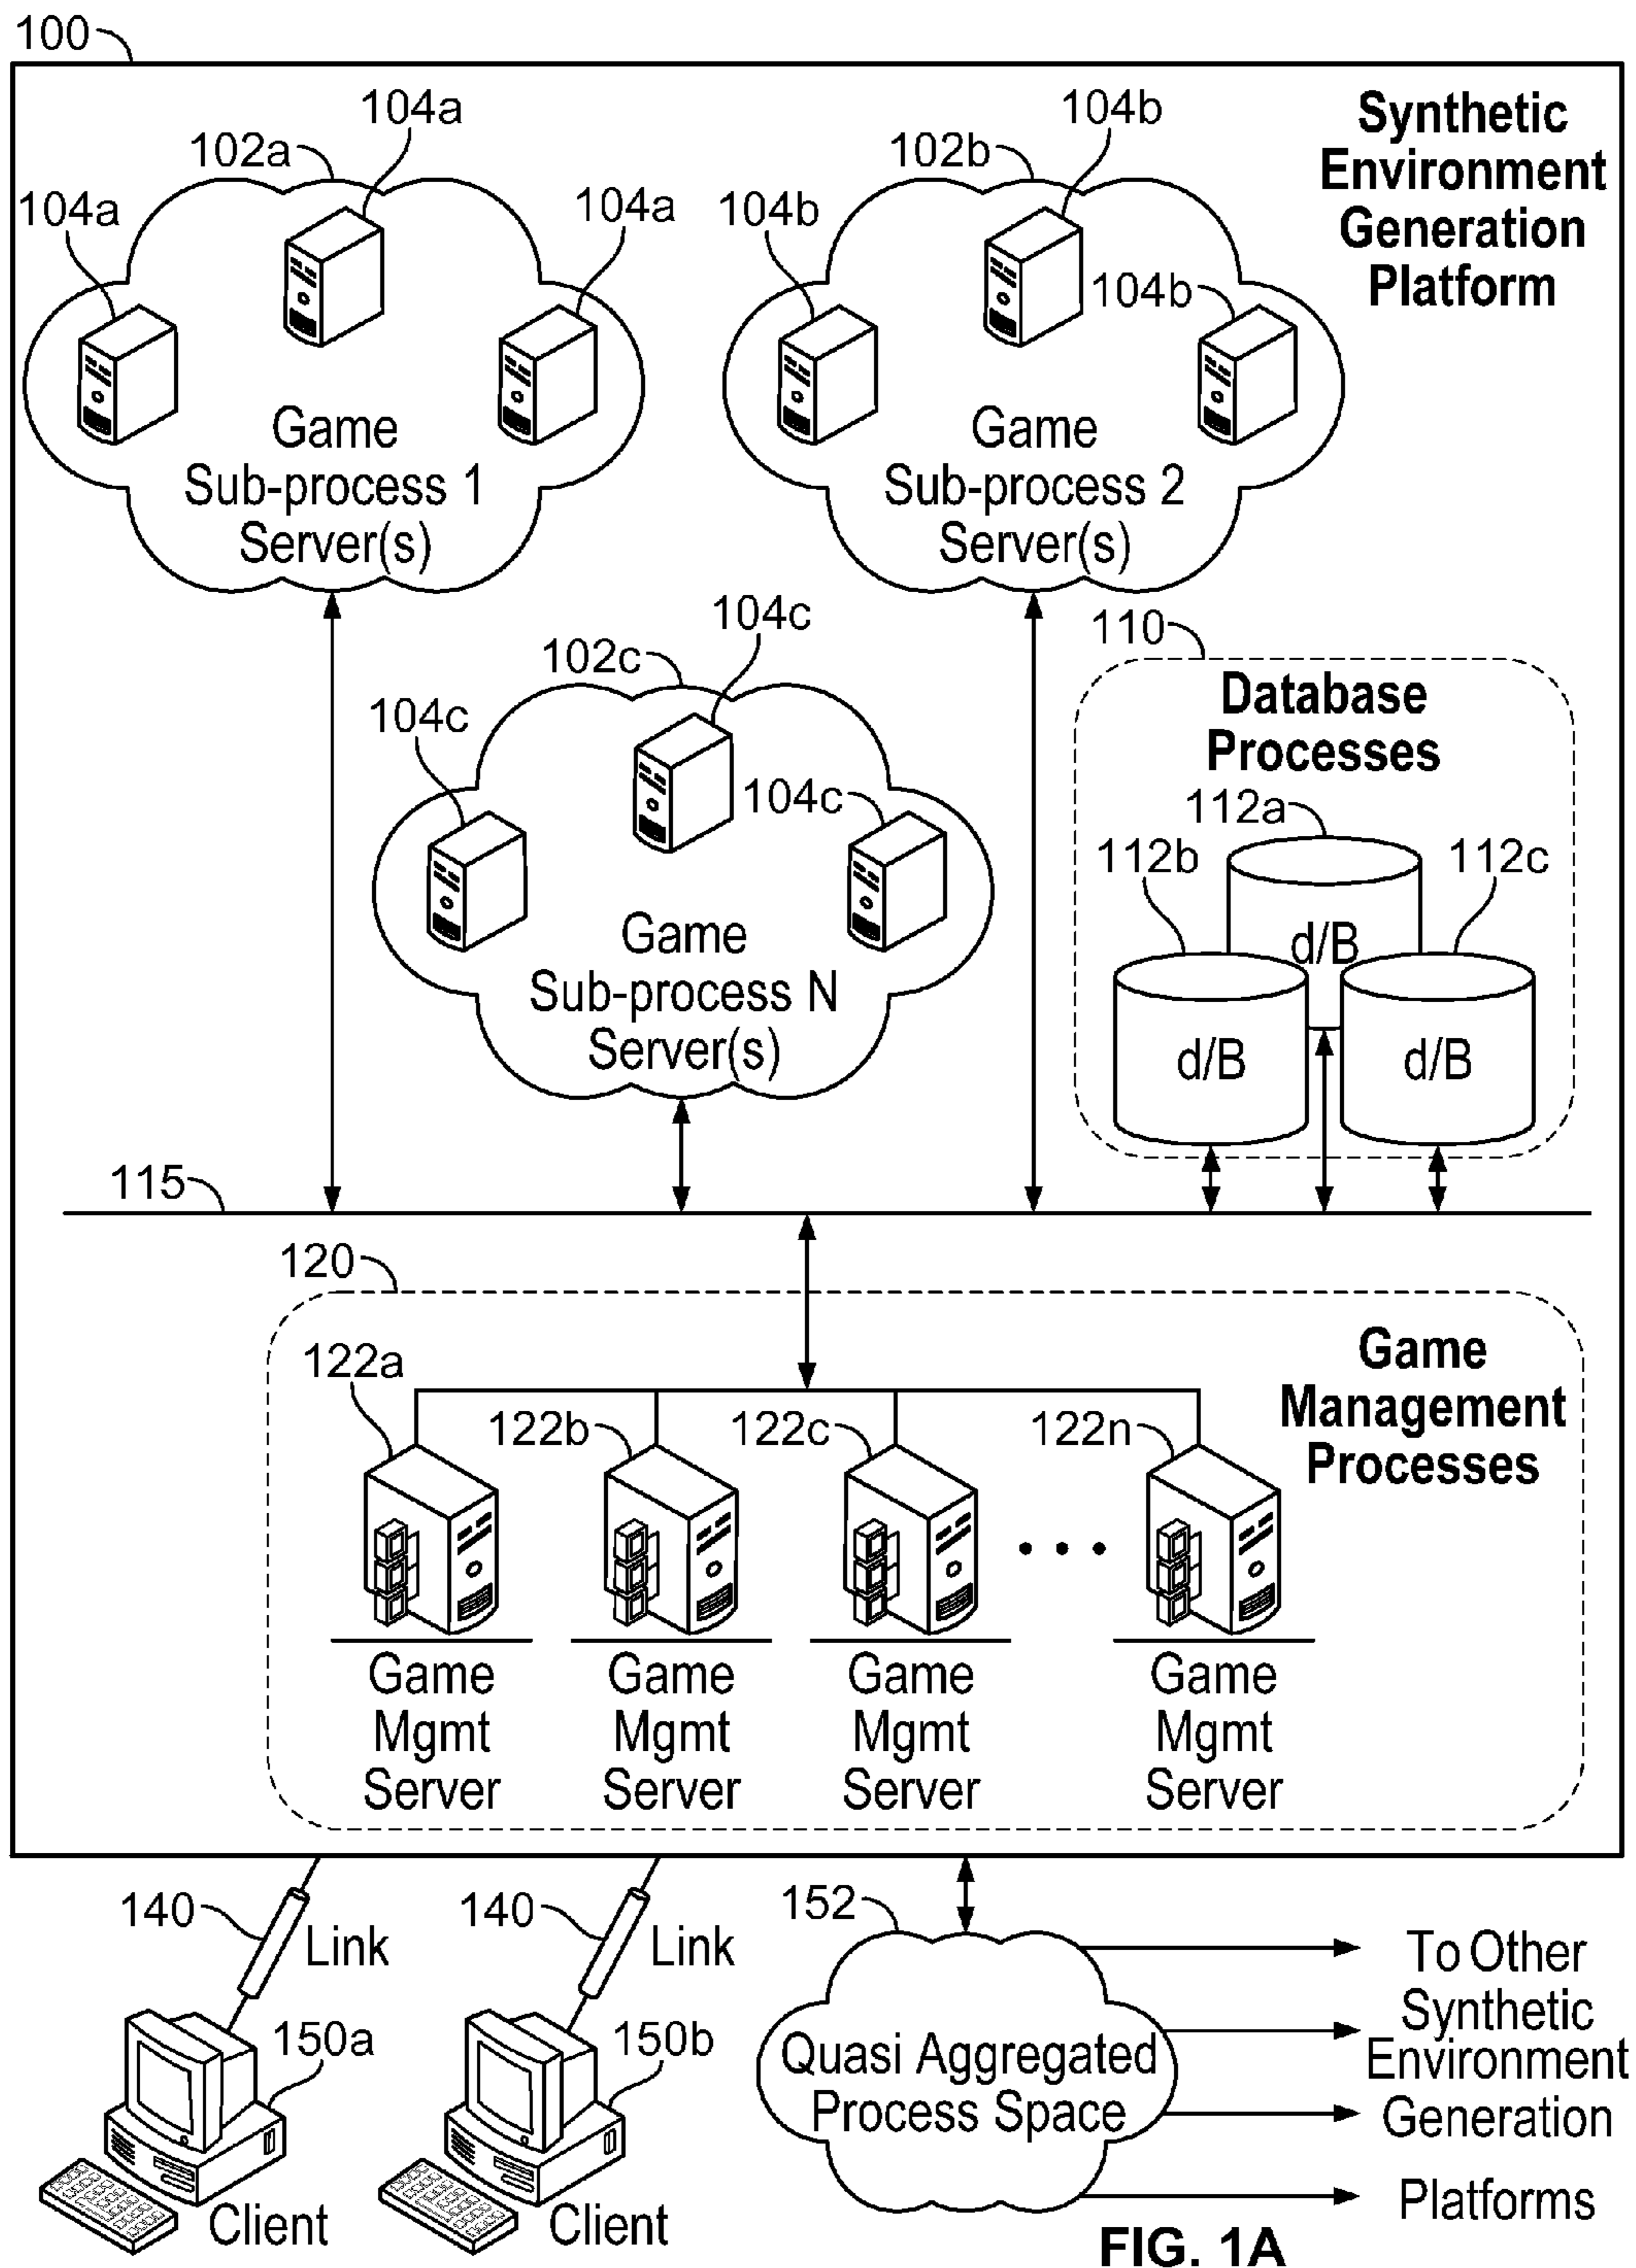 100
Synthetic
Environment
Generation
Platform
104a
102a
104a
104a
Game
Sub-process 1
Server(s)
104b
102b
104b
104b
Game
Sub-process 2
Server(s)
104c
102c
104c
104c
Game
Sub-process N
Server(s)
110
Database
Processes
112a
112b
112c
d/B
d/B
d/B
115
120
Game
Management
Processes
122a
122b
122c
122n
Game
Mgmt
Server
Game
Mgmt
Server
Game
Mgmt
Server
Game
Mgmt
Server
140
Link
140
Link
150a
150b
Client
Client
152
Quasi Aggregated
Process Space
To Other
Synthetic
Environment
Generation
Platforms
FIG. 1A